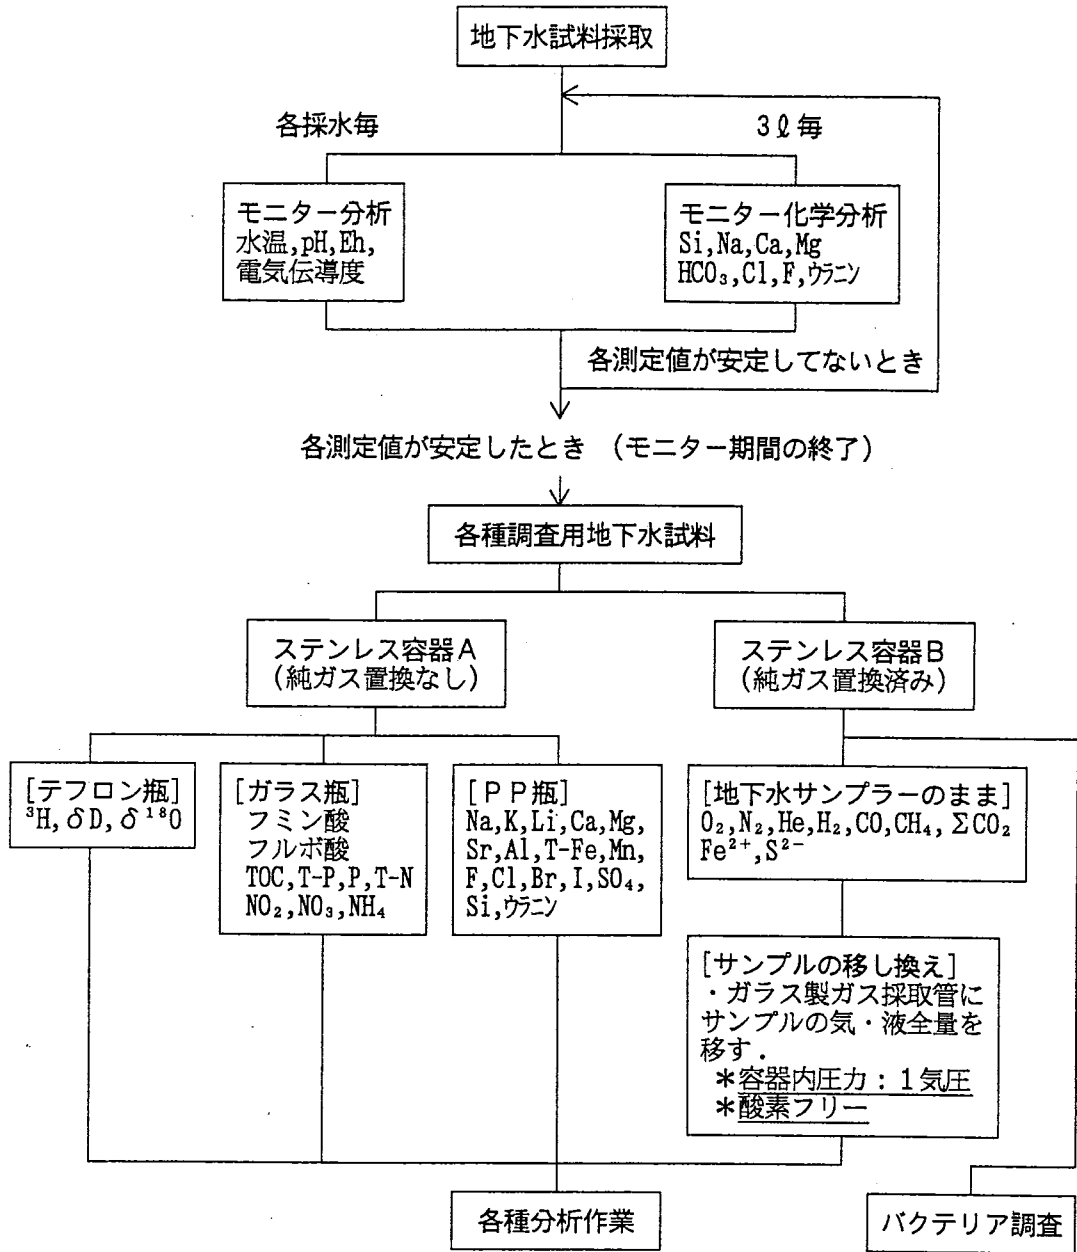 地下水試料採取
各採水毎
3ℓ毎
モニター分析
水温,pH,Eh,
電気伝導度
モニター化学分析
Si,Na,Ca,Mg
HCO₃,Cl,F,ウラニン
各測定値が安定してないとき
各測定値が安定したとき (モニター期間の終了)
各種調査用地下水試料
ステンレス容器A
(純ガス置換なし)
ステンレス容器B
(純ガス置換済み)
[テフロン瓶]
³H,δD,δ¹⁸O
[ガラス瓶]
フミン酸
フルボ酸
TOC,T-P,P,T-N
NO₂,NO₃,NH₄
[PP瓶]
Na,K,Li,Ca,Mg,
Sr,Al,T-Fe,Mn,
F,Cl,Br,I,SO₄,
Si,ウラニン
[地下水サンプラーのまま]
O₂,N₂,He,H₂,CO,CH₄,ΣCO₂
Fe²⁺,S²⁻
[サンプルの移し換え]
・ガラス製ガス採取管に
サンプルの気・液全量を
移す.
*容器内圧力:1気圧
*酸素フリー
各種分析作業
バクテリア調査